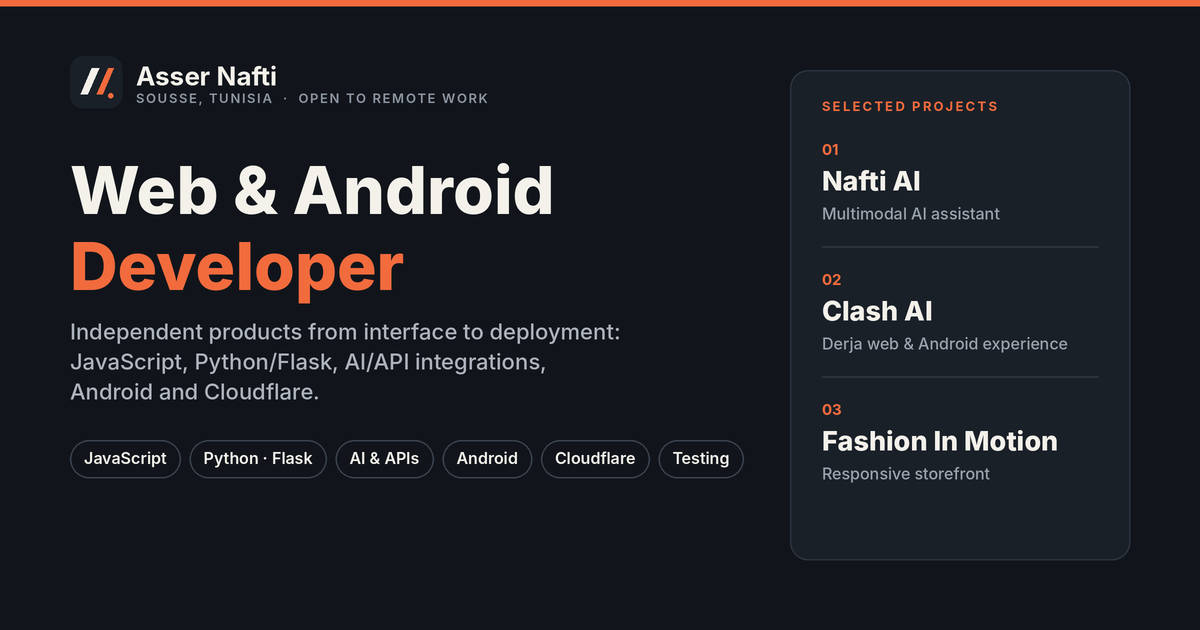 Asser Nafti
SOUSSE, TUNISIA · OPEN TO REMOTE WORK
Web & Android
Developer
Independent products from interface to deployment:
JavaScript, Python/Flask, AI/API integrations,
Android and Cloudflare.
JavaScript
Python · Flask
AI & APIs
Android
Cloudflare
Testing
SELECTED PROJECTS
01
Nafti AI
Multimodal AI assistant
02
Clash AI
Derja web & Android experience
03
Fashion In Motion
Responsive storefront